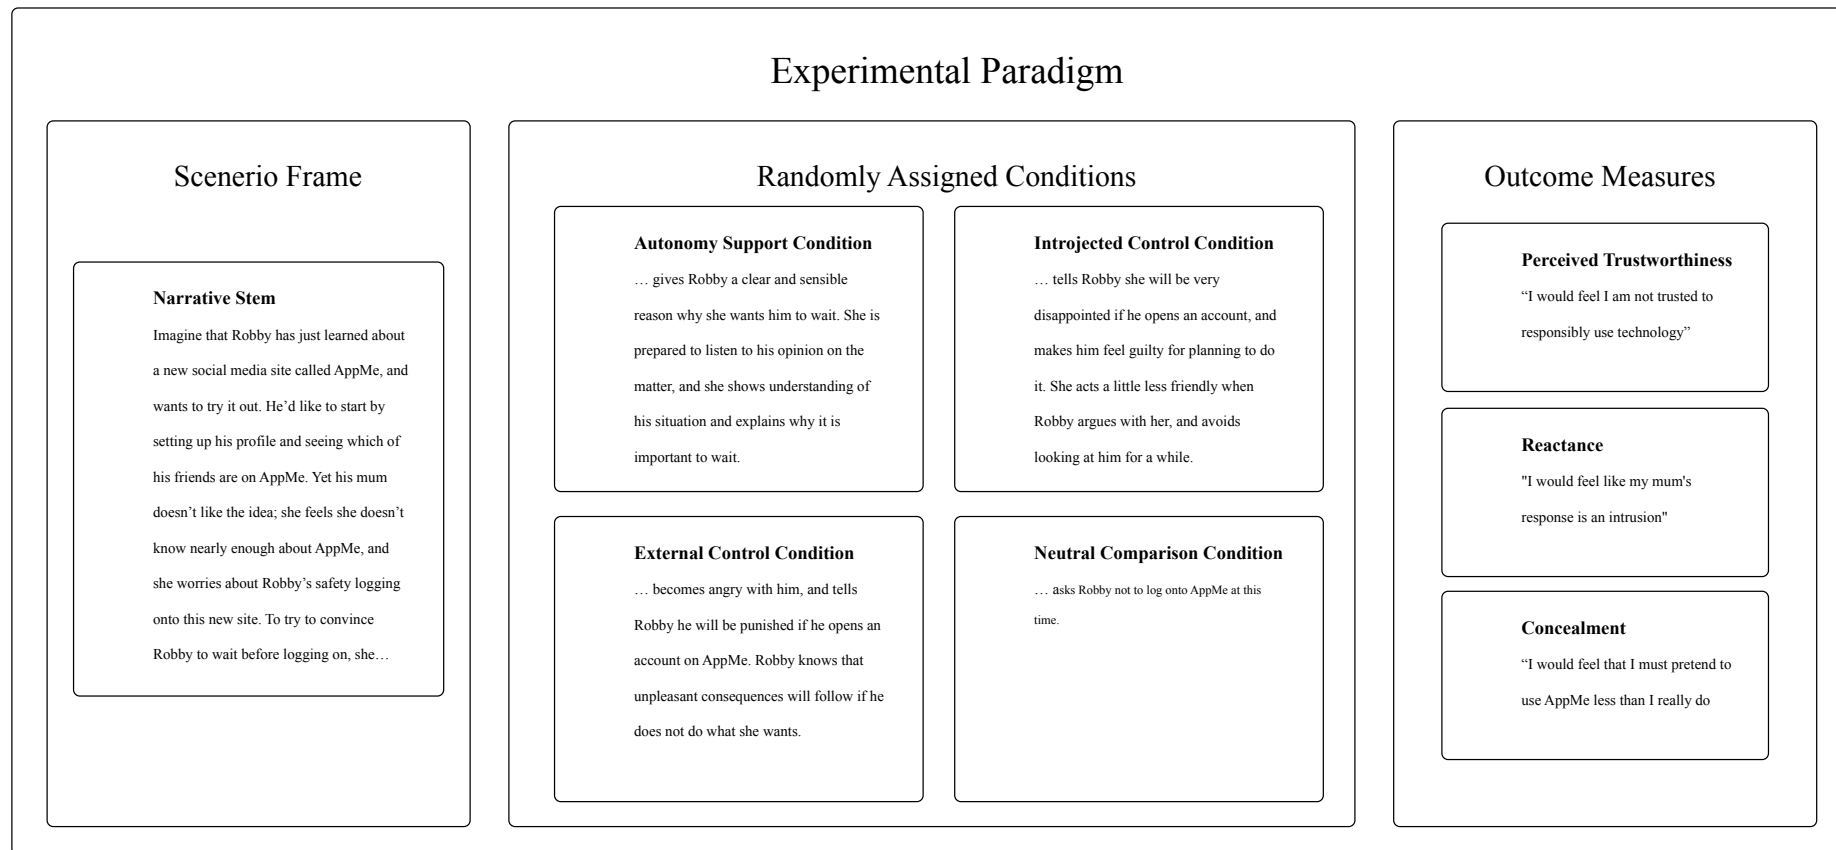 Experimental Paradigm
Scenerio Frame
Narrative Stem
Imagine that Robby has just learned about
a new social media site called AppMe, and
wants to try it out. He’d like to start by
setting up his profile and seeing which of
his friends are on AppMe. Yet his mum
doesn’t like the idea; she feels she doesn’t
know nearly enough about AppMe, and
she worries about Robby’s safety logging
onto this new site. To try to convince
Robby to wait before logging on, she…
Randomly Assigned Conditions
Autonomy Support Condition
… gives Robby a clear and sensible
reason why she wants him to wait. She is
prepared to listen to his opinion on the
matter, and she shows understanding of
his situation and explains why it is
important to wait.
Introjected Control Condition
… tells Robby she will be very
disappointed if he opens an account, and
makes him feel guilty for planning to do
it. She acts a little less friendly when
Robby argues with her, and avoids
looking at him for a while.
External Control Condition
… becomes angry with him, and tells
Robby he will be punished if he opens an
account on AppMe. Robby knows that
unpleasant consequences will follow if he
does not do what she wants.
Neutral Comparison Condition
… asks Robby not to log onto AppMe at this
time.
Outcome Measures
Perceived Trustworthiness
“I would feel I am not trusted to
responsibly use technology”
Reactance
"I would feel like my mum's
response is an intrusion"
Concealment
“I would feel that I must pretend to
use AppMe less than I really do